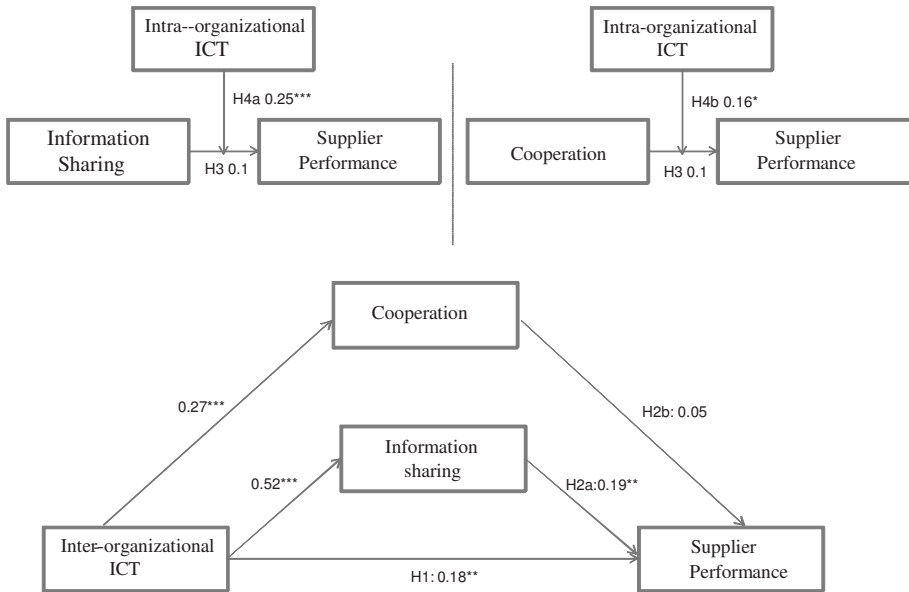 Intra--organizational
ICT
H4a 0.25***
Information
Sharing
Supplier
Performance
H3 0.1
Intra-organizational
ICT
H4b 0.16*
Cooperation
Supplier
Performance
H3 0.1
Cooperation
0.27***
H2b: 0.05
Information
sharing
0.52***
H2a:0.19**
Inter-organizational
ICT
H1: 0.18**
Supplier
Performance